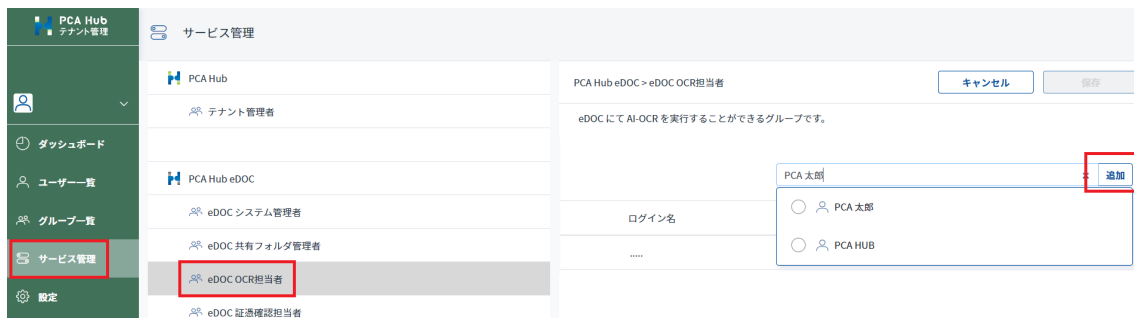 PCA Hub
テナント管理
サービス管理
ダッシュボード
ユーザー一覧
グループ一覧
サービス管理
設定
PCA Hub
テナント管理者
PCA Hub eDOC
eDOC システム管理者
eDOC 共有フォルダ管理者
eDOC OCR担当者
eDOC 証憑確認担当者
PCA Hub eDOC > eDOC OCR担当者
キャンセル
保存
eDOC にて AI-OCR を実行することができるグループです。
PCA 太郎
追加
PCA 太郎
PCA HUB
ログイン名
.....